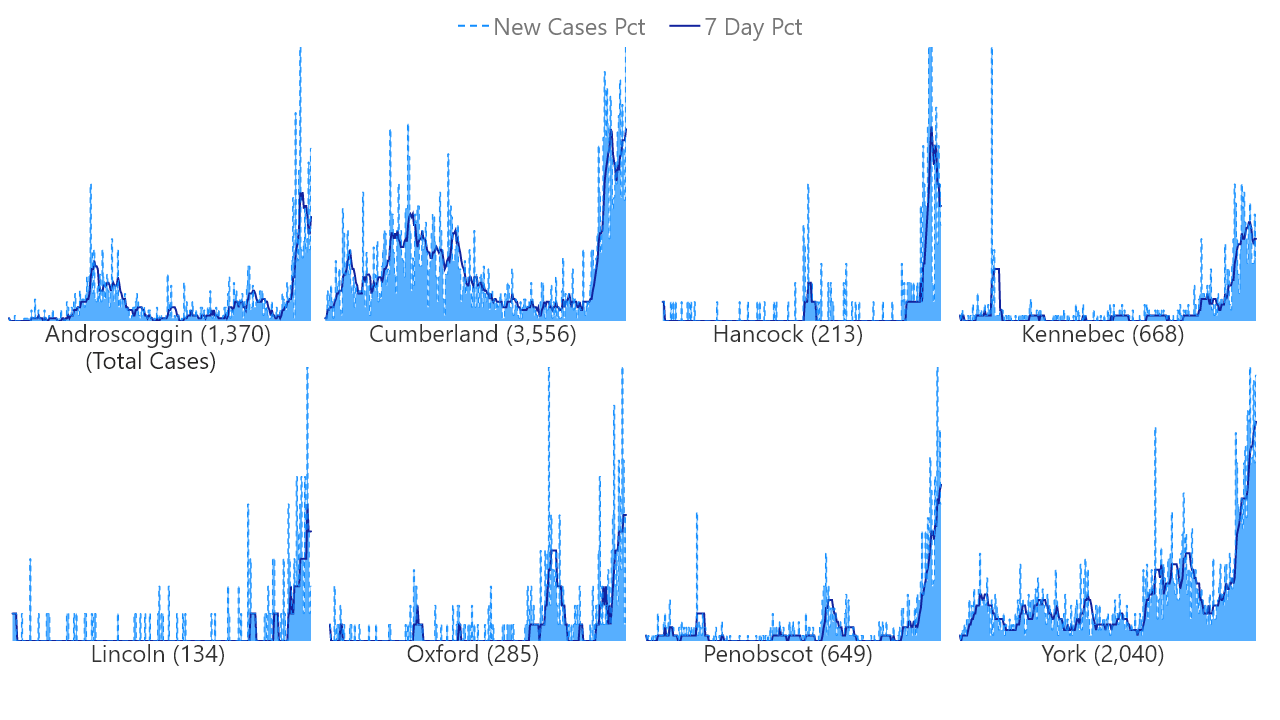 New Cases Pct 7 Day Pct
Androscoggin (1,370)
(Total Cases)
Cumberland (3,556)
Hancock (213)
Kennebec (668)
Lincoln (134)
Oxford (285)
Penobscot (649)
York (2,040)